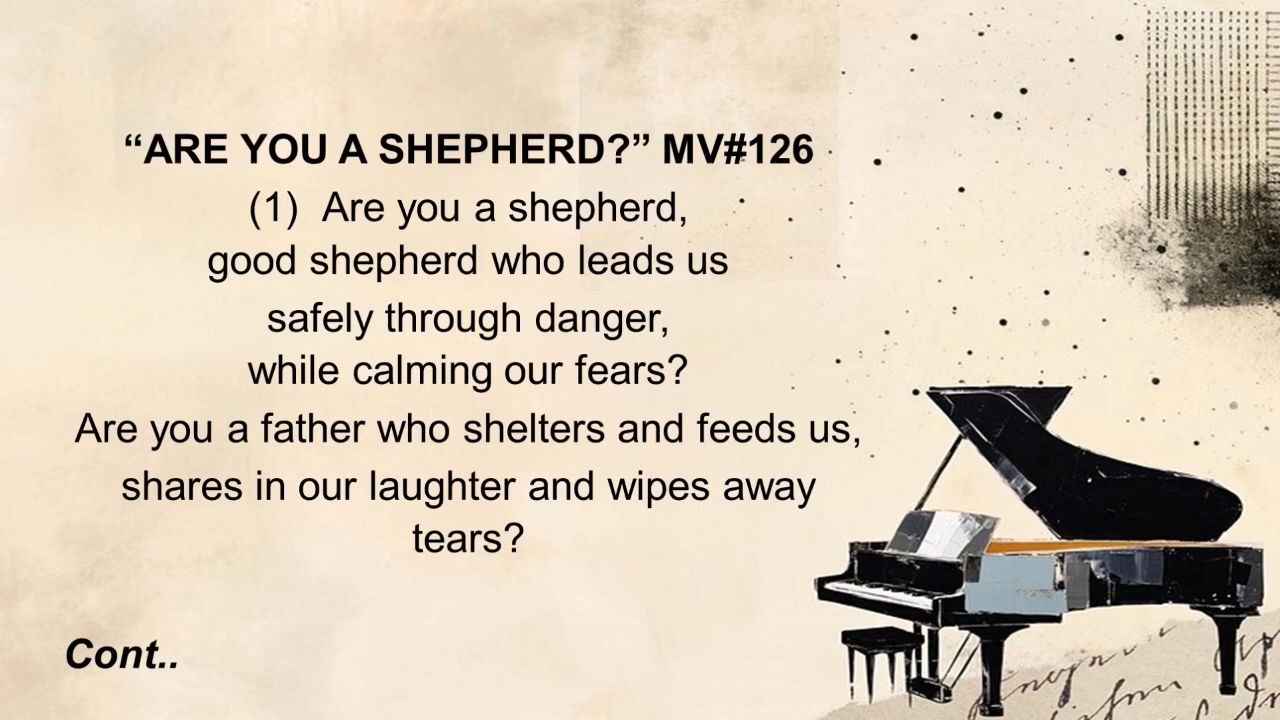 “ARE YOU A SHEPHERD?” MV#126
(1) Are you a shepherd,
good shepherd who leads us
safely through danger,
while calming our fears?
Are you a father who shelters and feeds us,
shares in our laughter and wipes away
tears?
Cont..